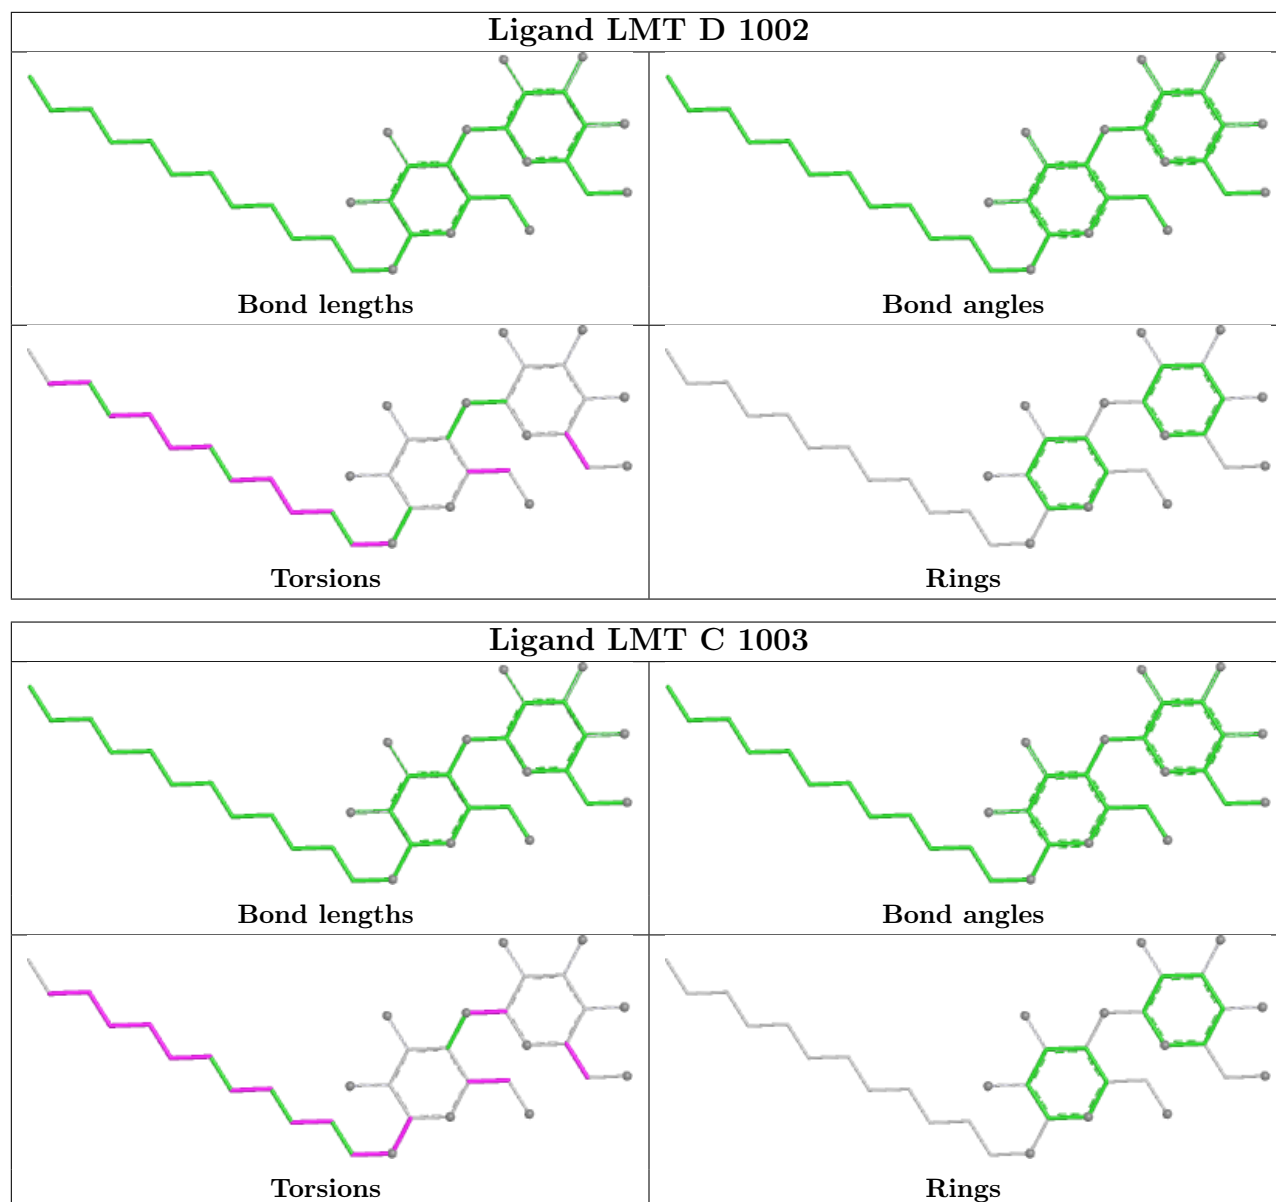 Ligand LMT D 1002
Bond lengths
Bond angles
Torsions
Rings
Ligand LMT C 1003
Bond lengths
Bond angles
Torsions
Rings